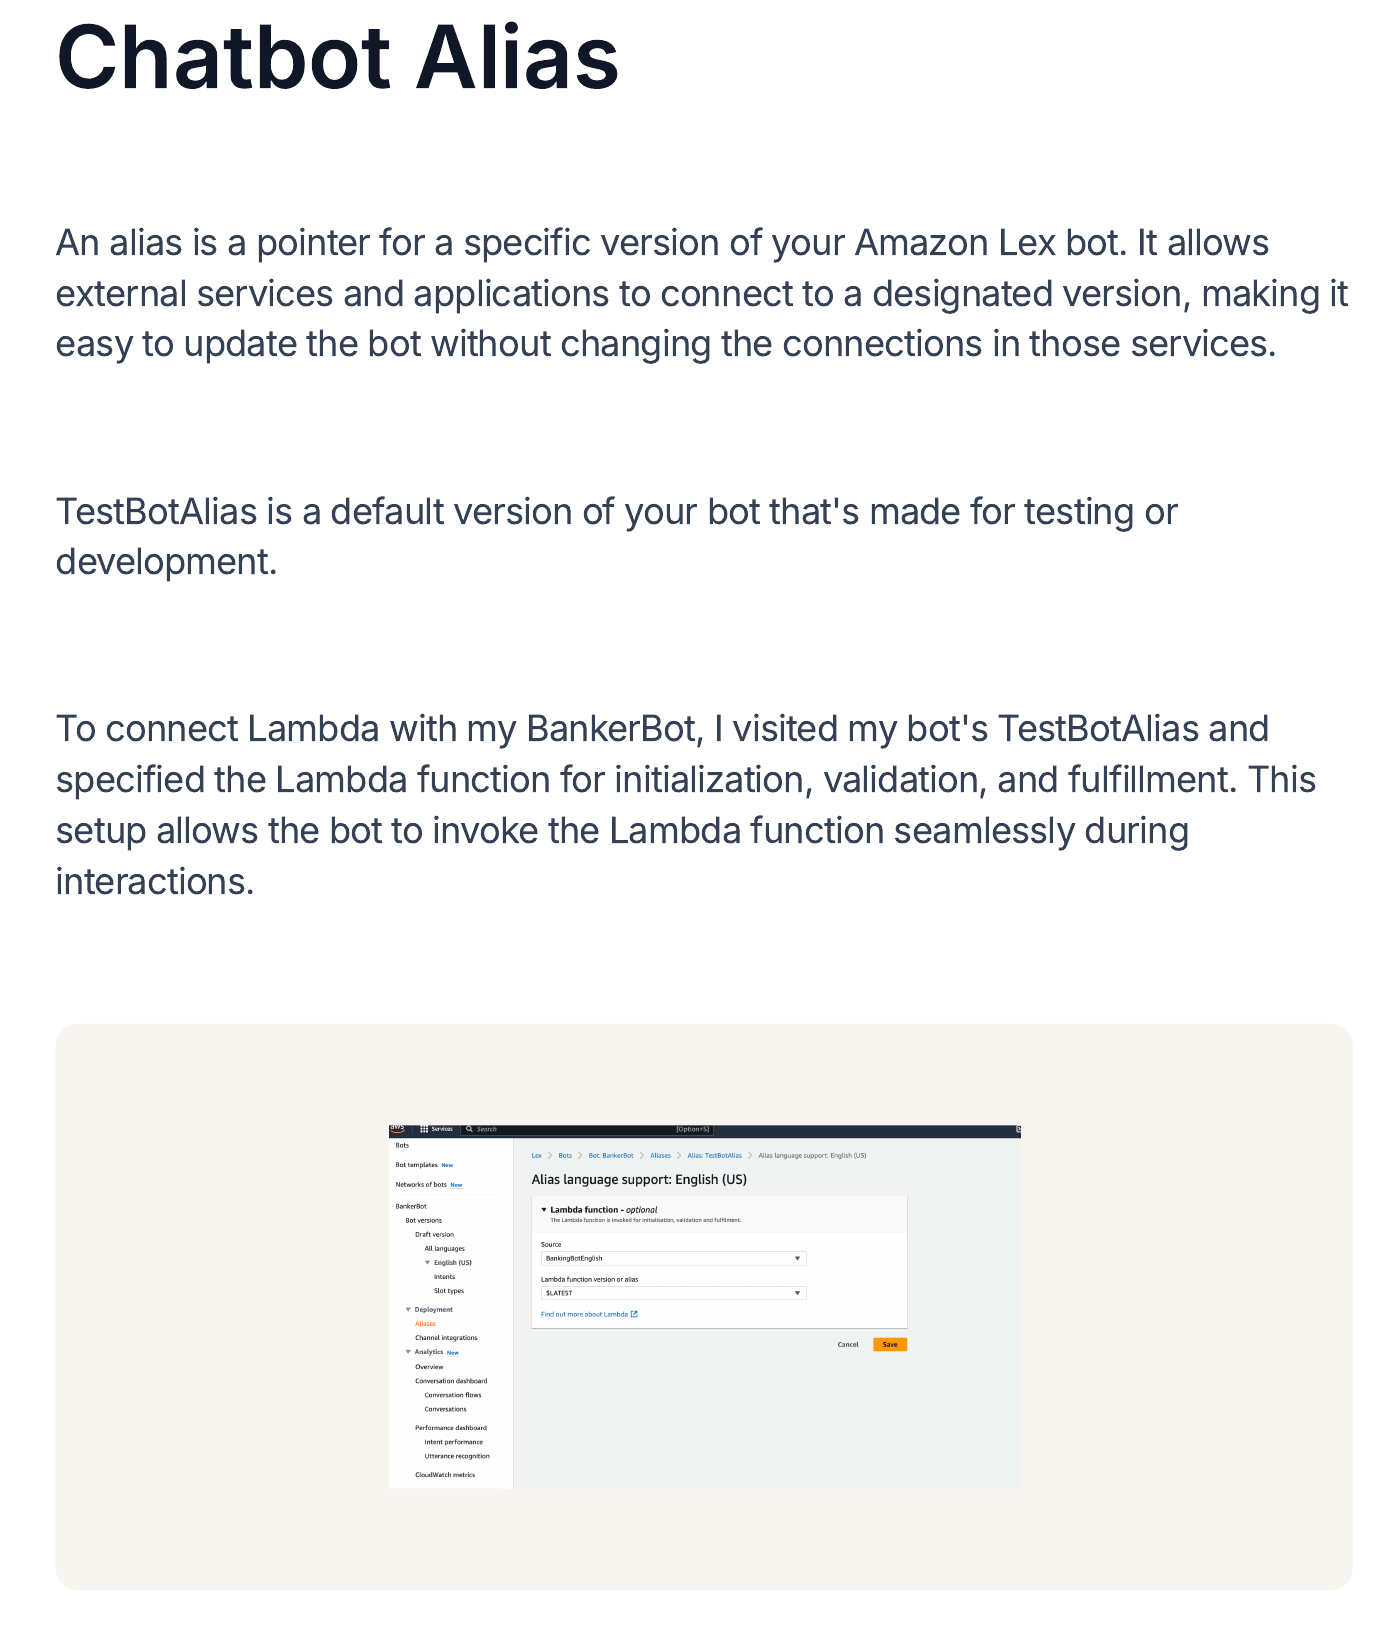 Chatbot Alias
An alias is a pointer for a specific version of your Amazon Lex bot. It allows
external services and applications to connect to a designated version, making it
easy to update the bot without changing the connections in those services.
TestBotAlias is a default version of your bot that's made for testing or
development.
To connect Lambda with my BankerBot, I visited my bot's TestBotAlias and
specified the Lambda function for initialization, validation, and fulfillment. This
setup allows the bot to invoke the Lambda function seamlessly during
interactions.
aws Services Search [Option+S]
Bots
Bot templates New
Networks of bots New
BankerBot
Bot versions
Draft version
All languages
English (US)
Intents
Slot types
Deployment
Aliases
Channel integrations
Analytics New
Overview
Conversation dashboard
Conversation flows
Conversations
Performance dashboard
Intent performance
Utterance recognition
CloudWatch metrics
Lex > Bots > Bot: BankerBot > Aliases > Alias: TestBotAlias > Alias language support: English (US)
Alias language support: English (US)
Lambda function - optional
The Lambda function is invoked for initialisation, validation and fulfilment.
Source
BankingBotEnglish
Lambda function version or alias
$LATEST
Find out more about Lambda
Cancel Save